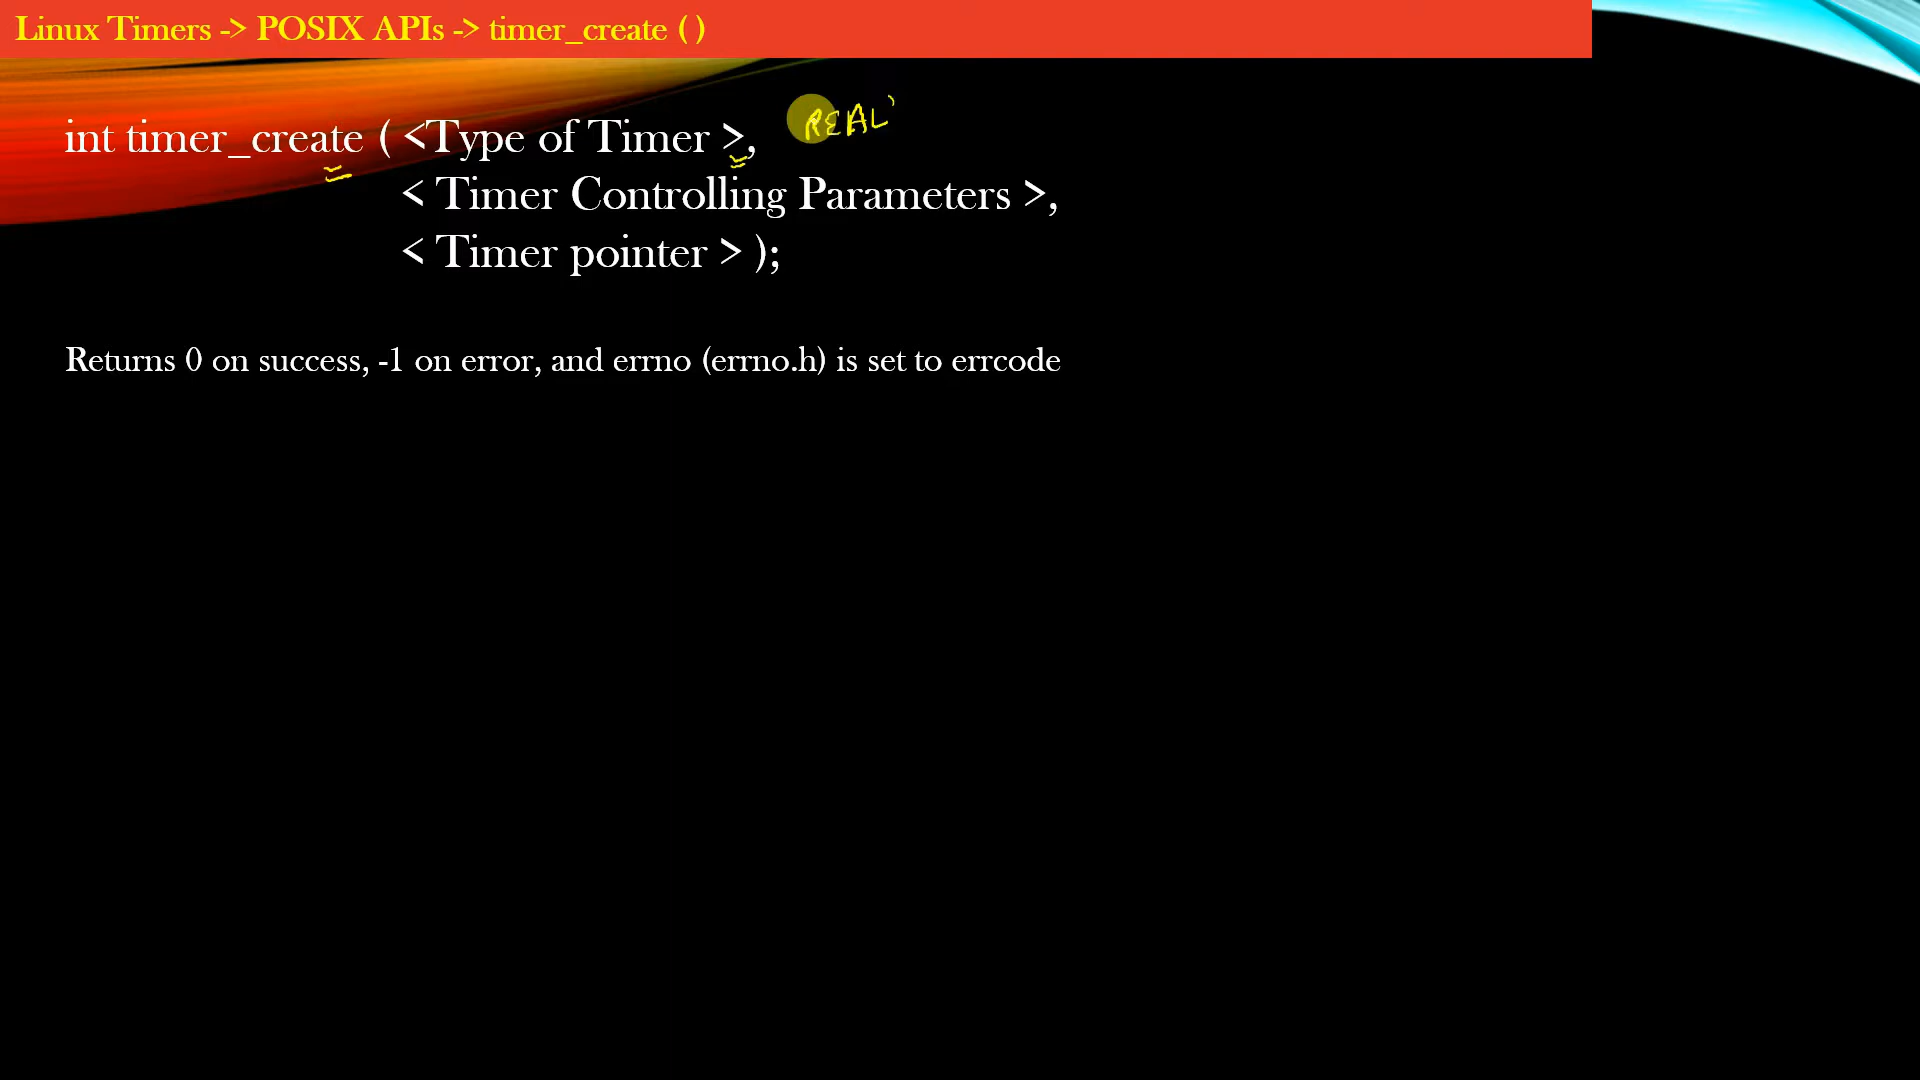 Linux Timers -> POSIX APIs -> timer_create ( )
int timer_create ( <Type of Timer >, REAL
< Timer Controlling Parameters >,
< Timer pointer > );
Returns 0 on success, -1 on error, and errno (errno.h) is set to errcode